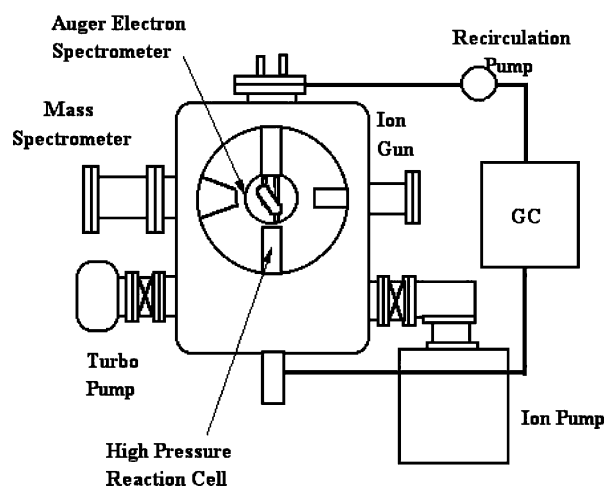 Auger Electron
Spectrometer
Recirculation
Pump
Mass
Spectrometer
Ion
Gun
GC
Turbo
Pump
Ion Pump
High Pressure
Reaction Cell